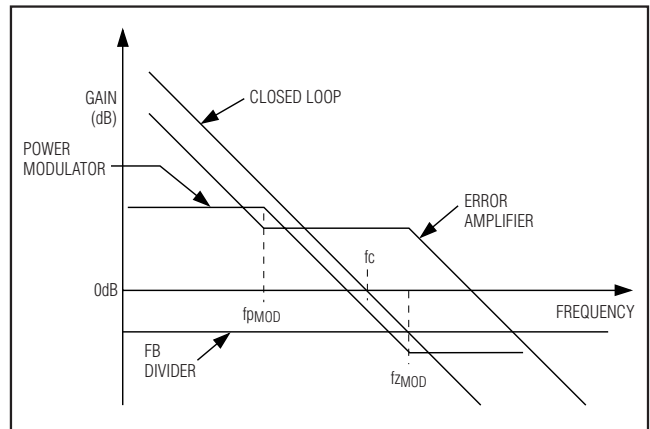 GAIN
(dB)
CLOSED LOOP
POWER
MODULATOR
ERROR
AMPLIFIER
fc
0dB
fpMOD
FREQUENCY
FB
DIVIDER
fzMOD